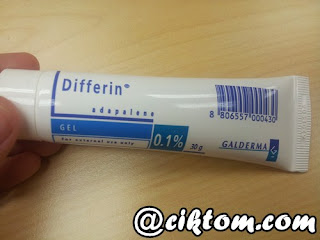 Differin®
adapalene
GEL
For external use only
0.1%
30 g
8 806557 000430
GALDERMA
@ciktom.com